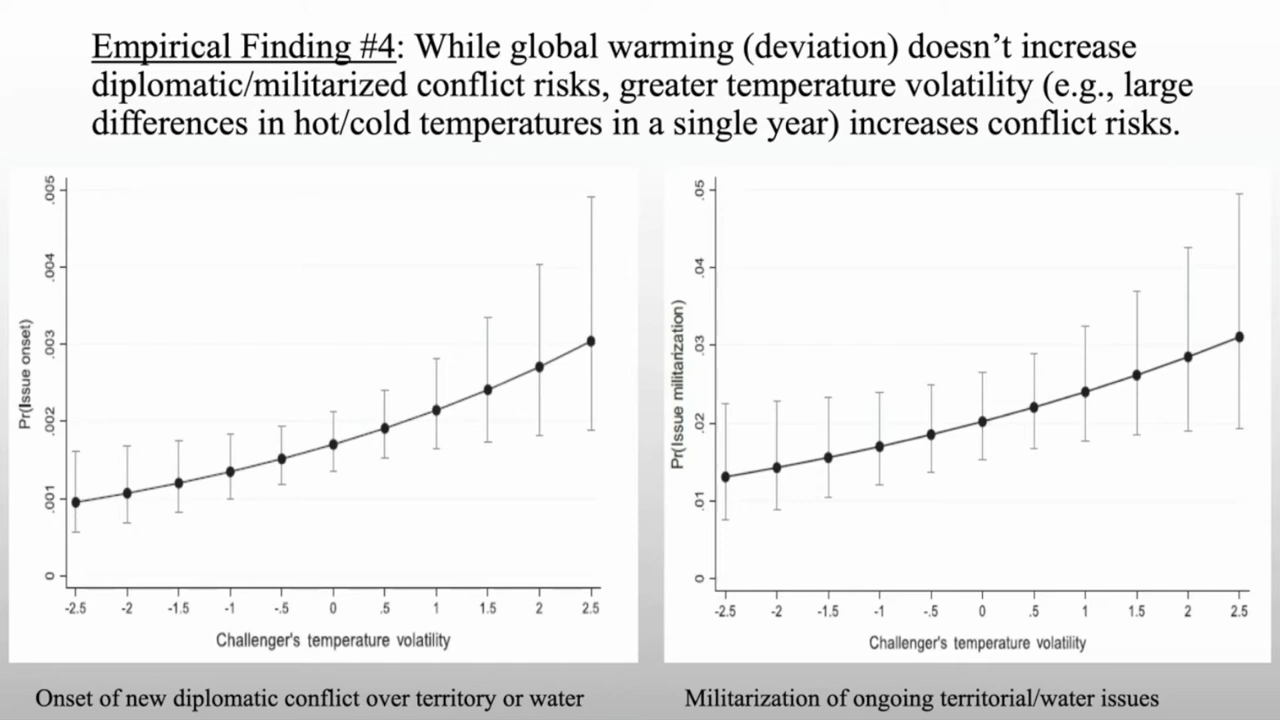 Empirical Finding #4: While global warming (deviation) doesn’t increase
diplomatic/militarized conflict risks, greater temperature volatility (e.g., large
differences in hot/cold temperatures in a single year) increases conflict risks.
Pr(Issue onset)
.005
.004
.003
.002
.001
0
-2.5 -2 -1.5 -1 -.5 0 .5 1 1.5 2 2.5
Challenger's temperature volatility
Onset of new diplomatic conflict over territory or water
Pr(Issue militarization)
.05
.04
.03
.02
.01
0
-2.5 -2 -1.5 -1 -.5 0 .5 1 1.5 2 2.5
Challenger's temperature volatility
Militarization of ongoing territorial/water issues